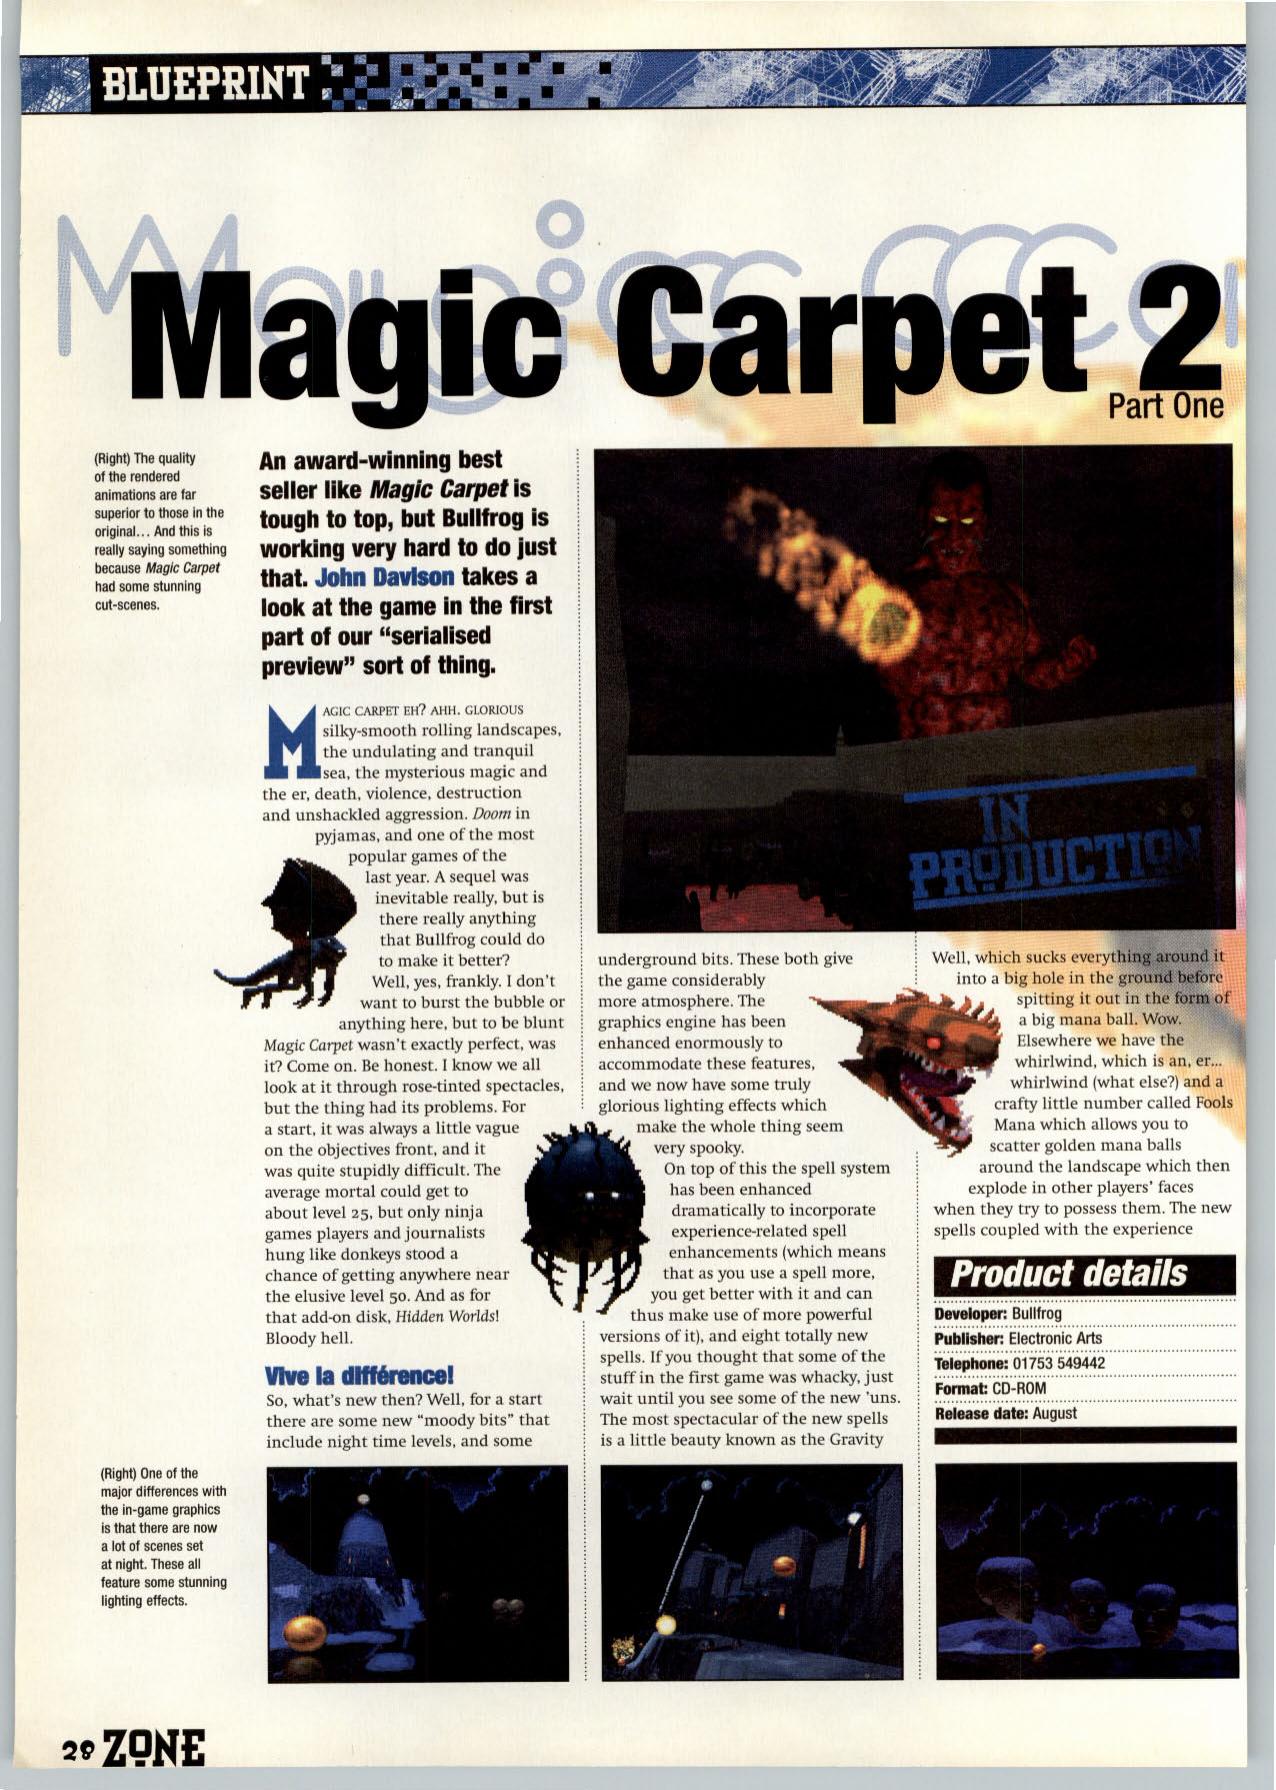 BLUEPRINT
Magic Carpet 2
Part One
(Right) The quality
of the rendered
animations are far
superior to those in the
original... And this is
really saying something
because Magic Carpet
had some stunning
cut-scenes.
An award-winning best
seller like Magic Carpet is
tough to top, but Bullfrog is
working very hard to do just
that. John Davison takes a
look at the game in the first
part of our “serialised
preview” sort of thing.
MAGIC CARPET EH? AHH. GLORIOUS
silky-smooth rolling landscapes,
the undulating and tranquil
sea, the mysterious magic and
the er, death, violence, destruction
and unshackled aggression. Doom in
pyjamas, and one of the most
popular games of the
last year. A sequel was
inevitable really, but is
there really anything
that Bullfrog could do
to make it better?
Well, yes, frankly. I don't
want to burst the bubble or
anything here, but to be blunt
Magic Carpet wasn't exactly perfect, was
it? Come on. Be honest. I know we all
look at it through rose-tinted spectacles,
but the thing had its problems. For
a start, it was always a little vague
on the objectives front, and it
was quite stupidly difficult. The
average mortal could get to
about level 25, but only ninja
games players and journalists
hung like donkeys stood a
chance of getting anywhere near
the elusive level 50. And as for
that add-on disk, Hidden Worlds!
Bloody hell.
Vive la différence!
So, what's new then? Well, for a start
there are some new “moody bits” that
include night time levels, and some
IN
PRODUCTION
underground bits. These both give
the game considerably
more atmosphere. The
graphics engine has been
enhanced enormously to
accommodate these features,
and we now have some truly
glorious lighting effects which
make the whole thing seem
very spooky.
On top of this the spell system
has been enhanced
dramatically to incorporate
experience-related spell
enhancements (which means
that as you use a spell more,
you get better with it and can
thus make use of more powerful
versions of it), and eight totally new
spells. If you thought that some of the
stuff in the first game was whacky, just
wait until you see some of the new 'uns.
The most spectacular of the new spells
is a little beauty known as the Gravity
Well, which sucks everything around it
into a big hole in the ground before
spitting it out in the form of
a big mana ball. Wow.
Elsewhere we have the
whirlwind, which is an, er...
whirlwind (what else?) and a
crafty little number called Fools
Mana which allows you to
scatter golden mana balls
around the landscape which then
explode in other players' faces
when they try to possess them. The new
spells coupled with the experience
Product details
Developer: Bullfrog
Publisher: Electronic Arts
Telephone: 01753 549442
Format: CD-ROM
Release date: August
(Right) One of the
major differences with
the in-game graphics
is that there are now
a lot of scenes set
at night. These all
feature some stunning
lighting effects.
28 ZONE